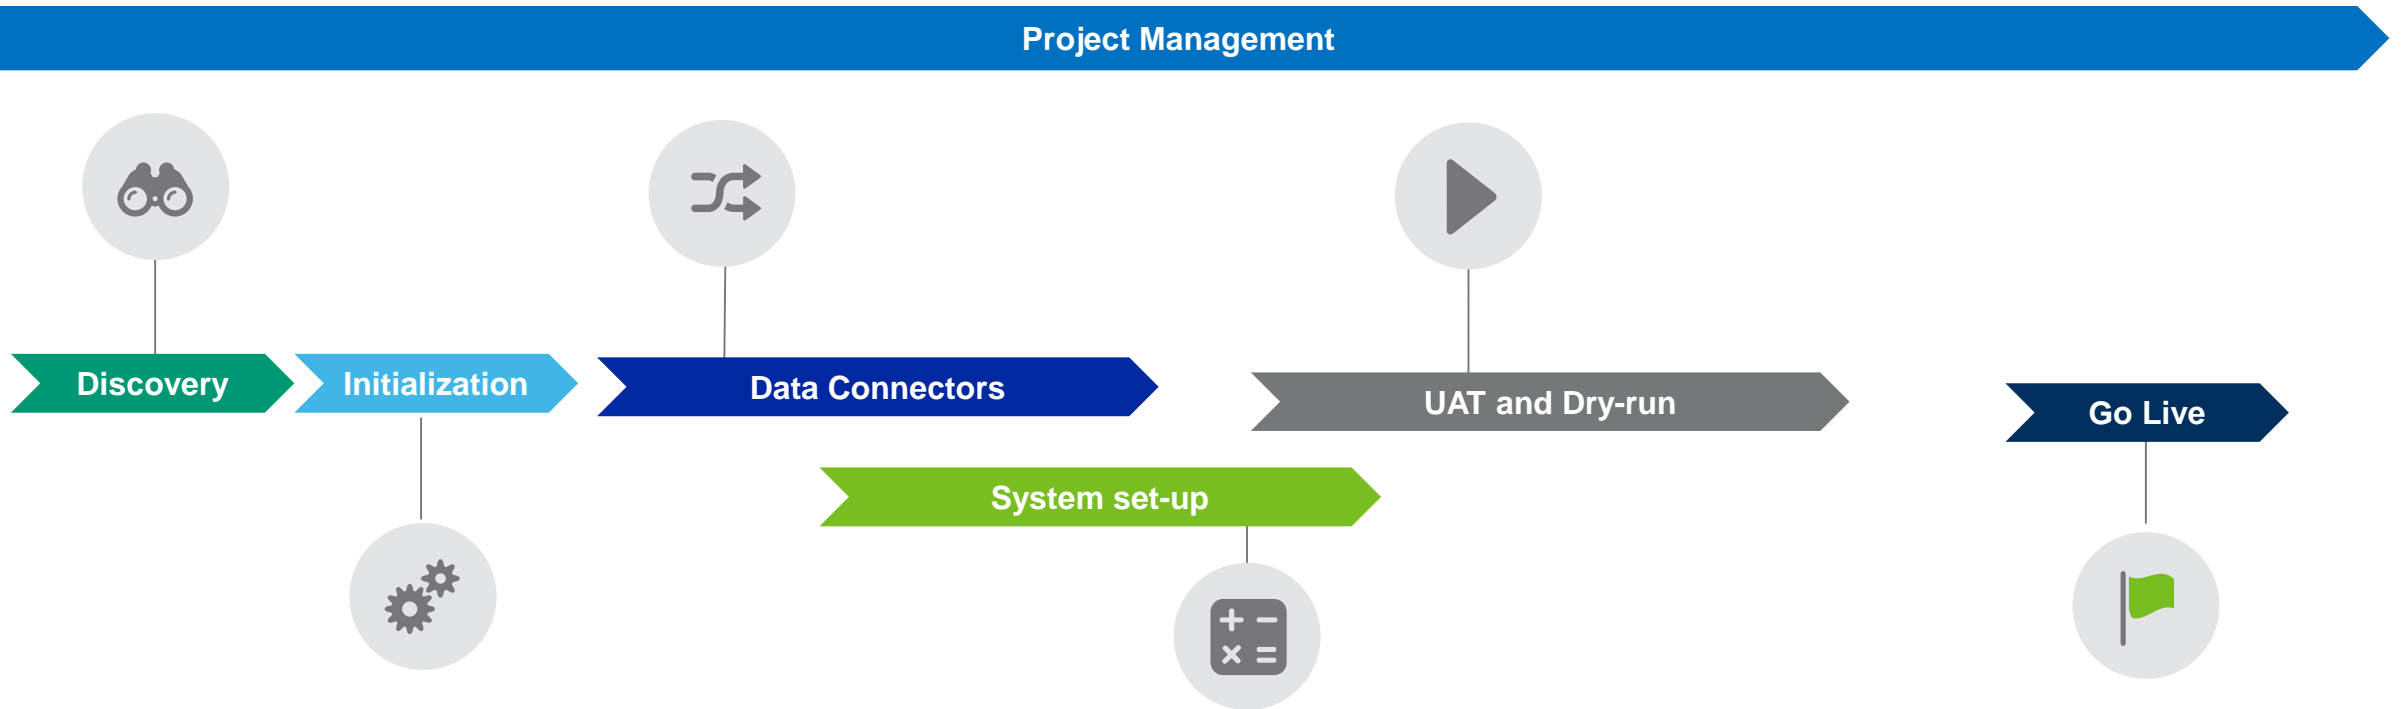 Project Management
Discovery
Initialization
Data Connectors
UAT and Dry-run
Go Live
System set-up